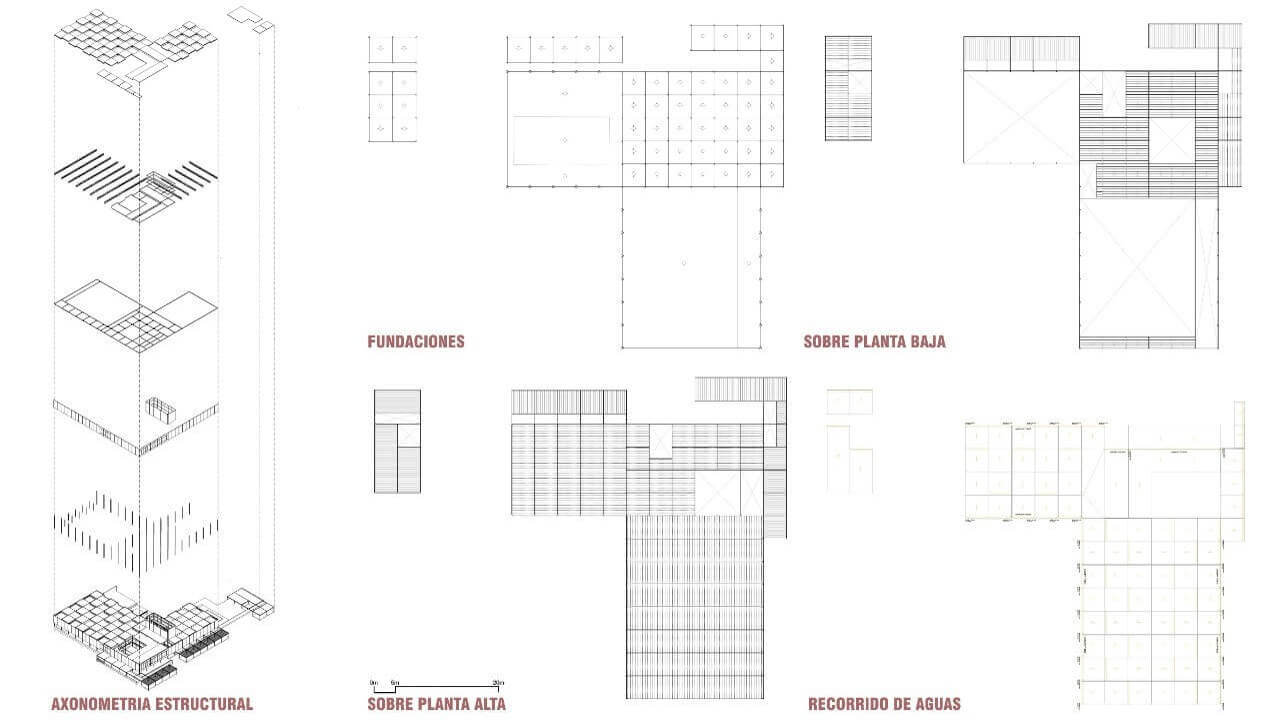 FUNDACIONES
SOBRE PLANTA BAJA
0m 5m 20m
AXONOMETRIA ESTRUCTURAL
SOBRE PLANTA ALTA
RECORRIDO DE AGUAS